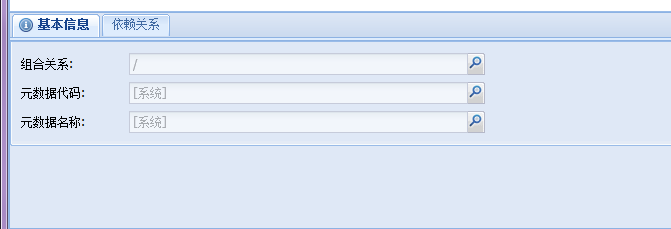 基本信息 依赖关系
组合关系: /
元数据代码: [系统]
元数据名称: [系统]